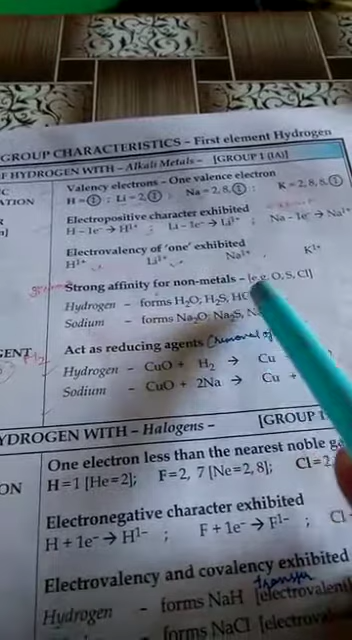 GROUP CHARACTERISTICS – First element Hydrogen
F HYDROGEN WITH – Alkali Metals – [GROUP 1 (IA)]
Valency electrons – One valence electron
ATION H = ① ; Li = 2,① ; Na = 2,8,① ; K = 2,8,8,①
Electropositive character exhibited
H – 1e⁻ → H¹⁺ ; Li – 1e⁻ → Li¹⁺ ; Na – 1e⁻ → Na¹⁺
Electrovalency of 'one' exhibited
H¹⁺ Li¹⁺ Na¹⁺ K¹⁺
Strong affinity for non-metals – [e.g. O, S, Cl]
Hydrogen – forms H₂O, H₂S, HC
Sodium – forms Na₂O, Na₂S, N
GENT Act as reducing agents (removal of
Hydrogen – CuO + H₂ → Cu
Sodium – CuO + 2Na → Cu +
YDROGEN WITH – Halogens – [GROUP 1
One electron less than the nearest noble g
ON H = 1 [He = 2]; F = 2, 7 [Ne = 2, 8]; Cl = 2
Electronegative character exhibited
H + 1e⁻ → H¹⁻ ; F + 1e⁻ → F¹⁻ ; Cl
Electrovalency and covalency exhibited
transfer
Hydrogen – forms NaH [electrovalent
– forms NaCl [electroval